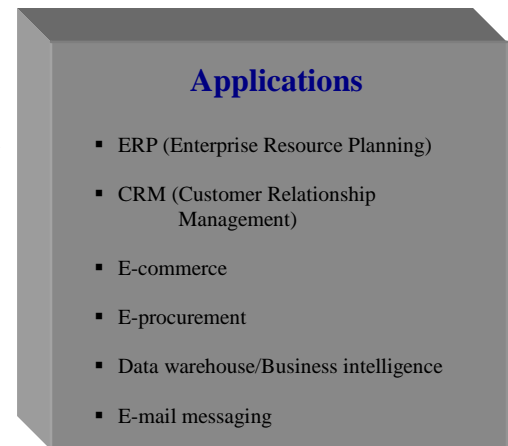 Applications
▪ ERP (Enterprise Resource Planning)
▪ CRM (Customer Relationship
Management)
▪ E-commerce
▪ E-procurement
▪ Data warehouse/Business intelligence
▪ E-mail messaging